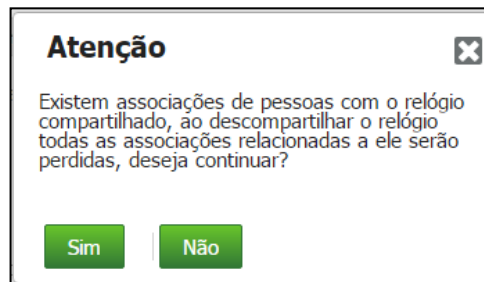 Atenção
Existem associações de pessoas com o relógio
compartilhado, ao descompartilhar o relógio
todas as associações relacionadas a ele serão
perdidas, deseja continuar?
Sim
Não